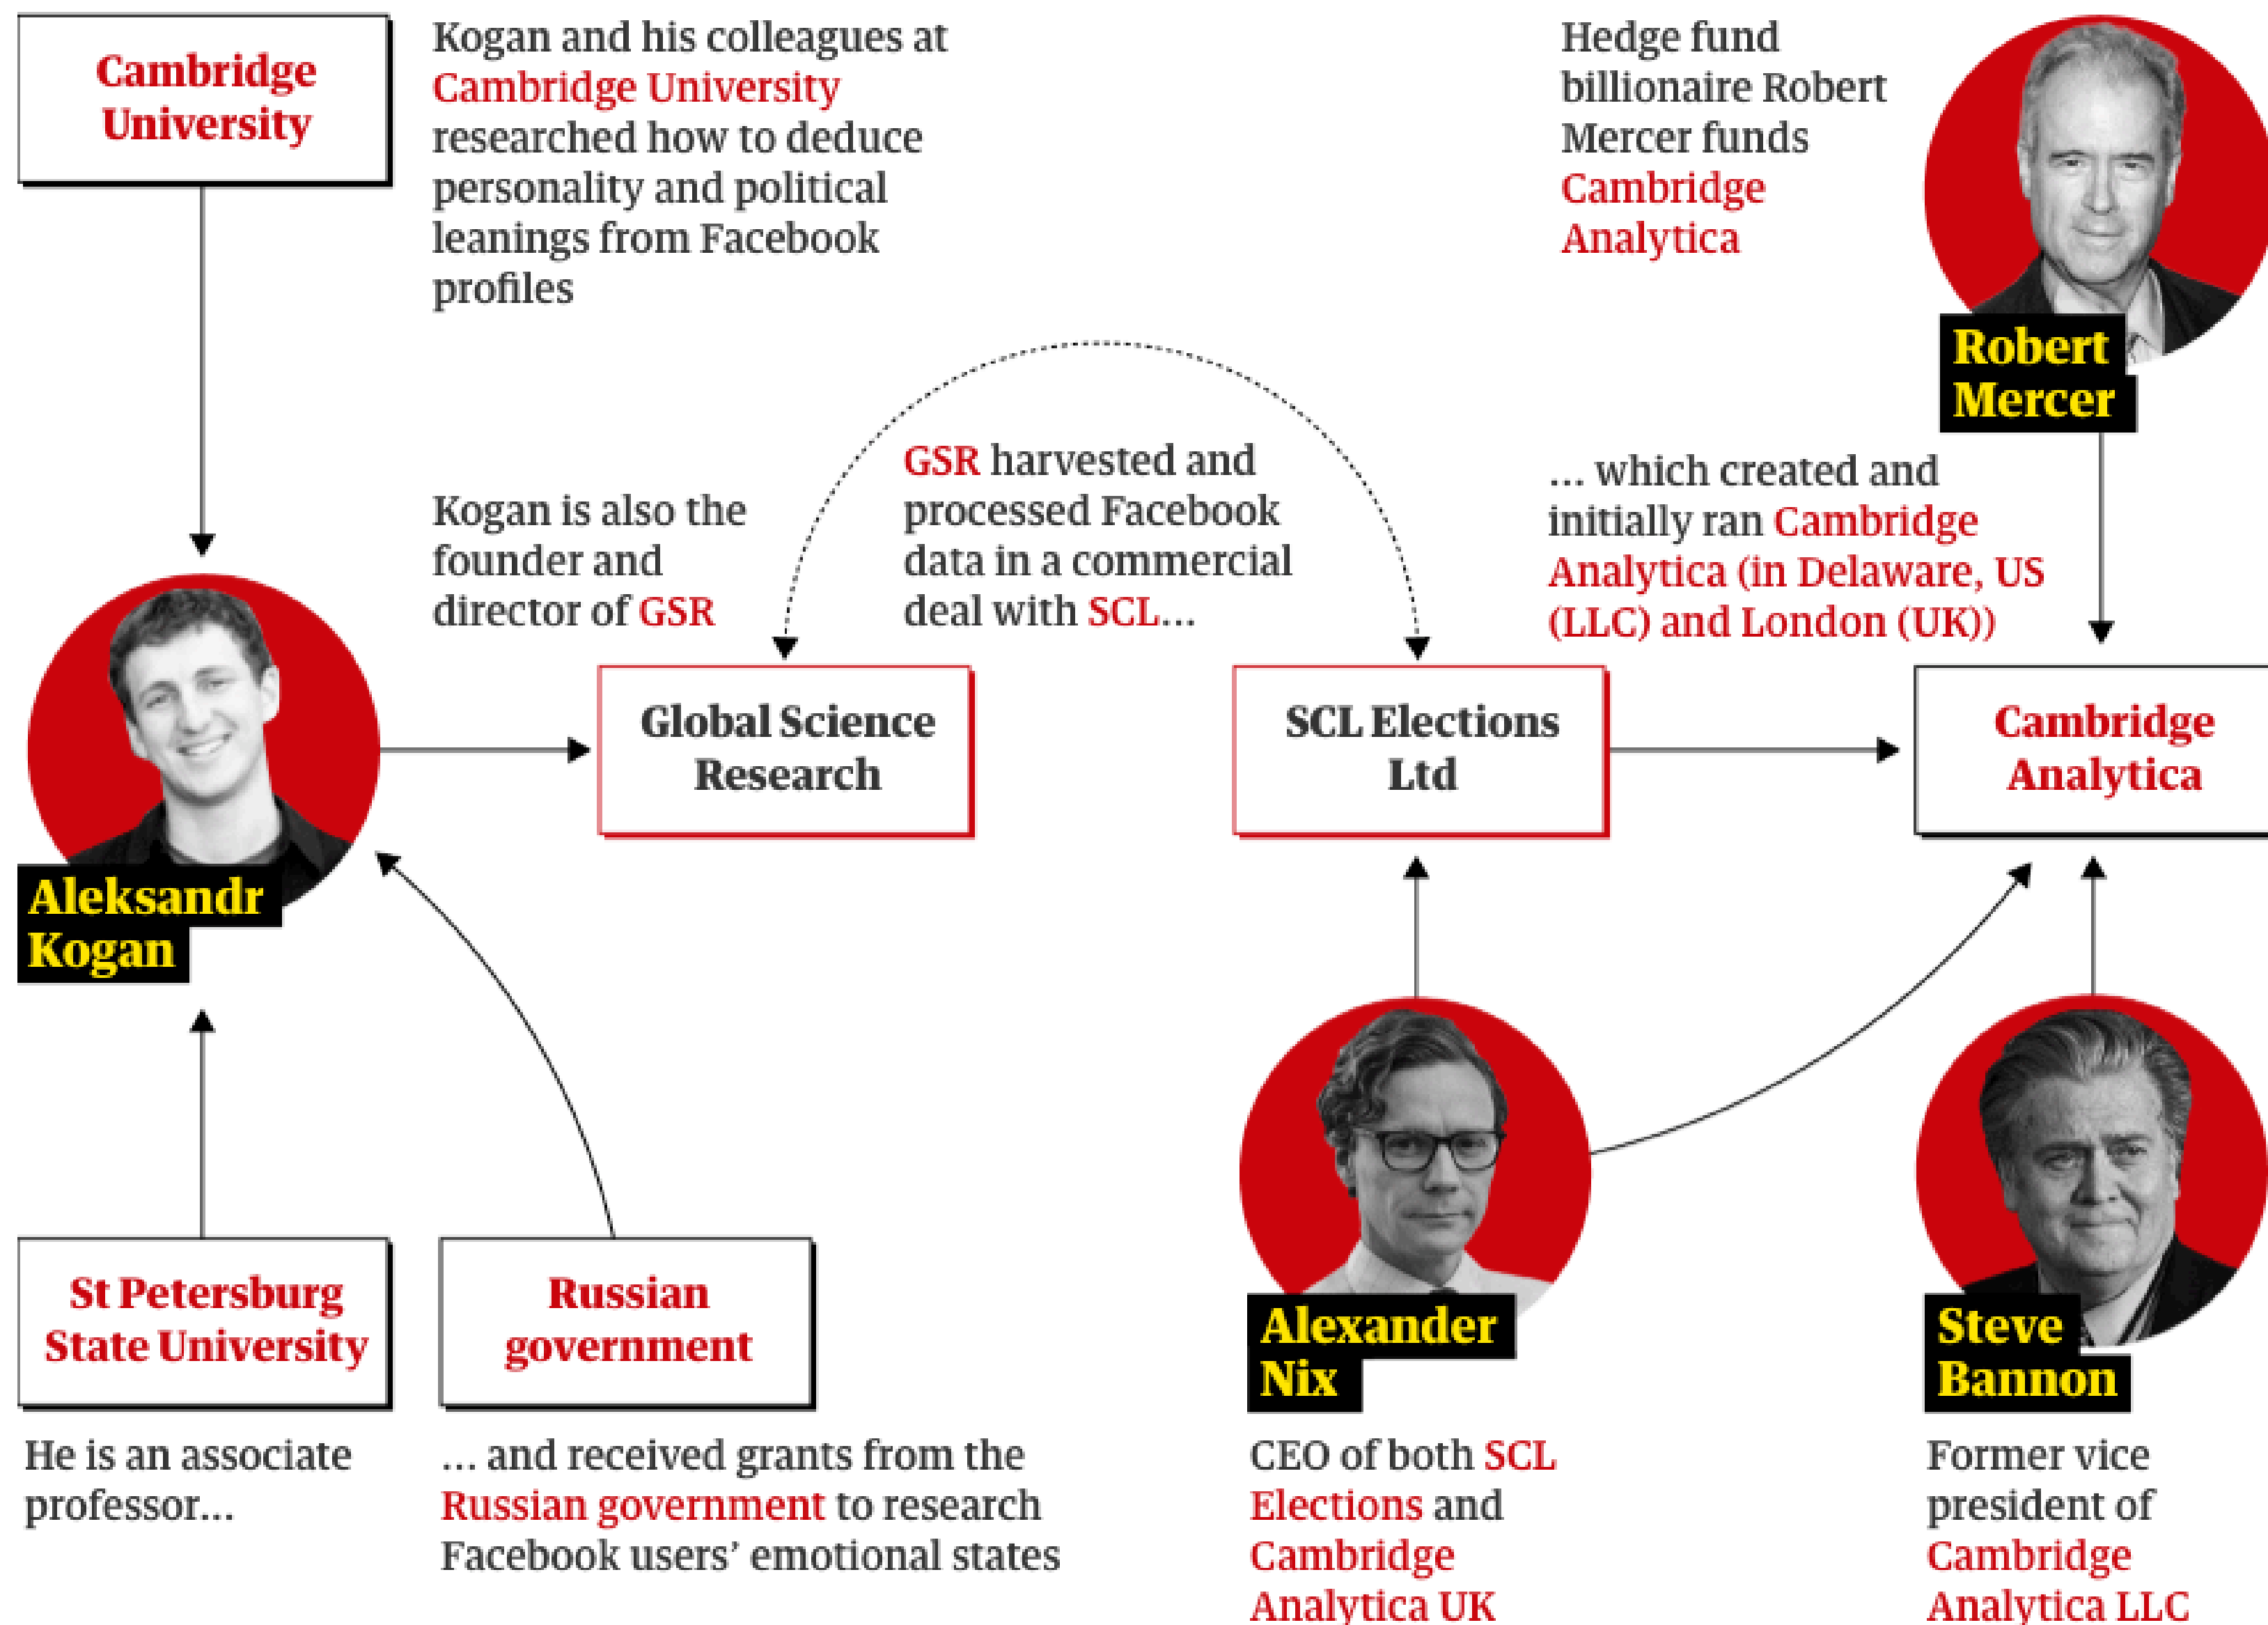 Cambridge
University
Kogan and his colleagues at
Cambridge University
researched how to deduce
personality and political
leanings from Facebook
profiles
Hedge fund
billionaire Robert
Mercer funds
Cambridge
Analytica
Robert
Mercer
Kogan is also the
founder and
director of GSR
GSR harvested and
processed Facebook
data in a commercial
deal with SCL...
... which created and
initially ran Cambridge
Analytica (in Delaware, US
(LLC) and London (UK))
Aleksandr
Kogan
Global Science
Research
SCL Elections
Ltd
Cambridge
Analytica
St Petersburg
State University
He is an associate
professor...
Russian
government
... and received grants from the
Russian government to research
Facebook users’ emotional states
Alexander
Nix
CEO of both SCL
Elections and
Cambridge
Analytica UK
Steve
Bannon
Former vice
president of
Cambridge
Analytica LLC